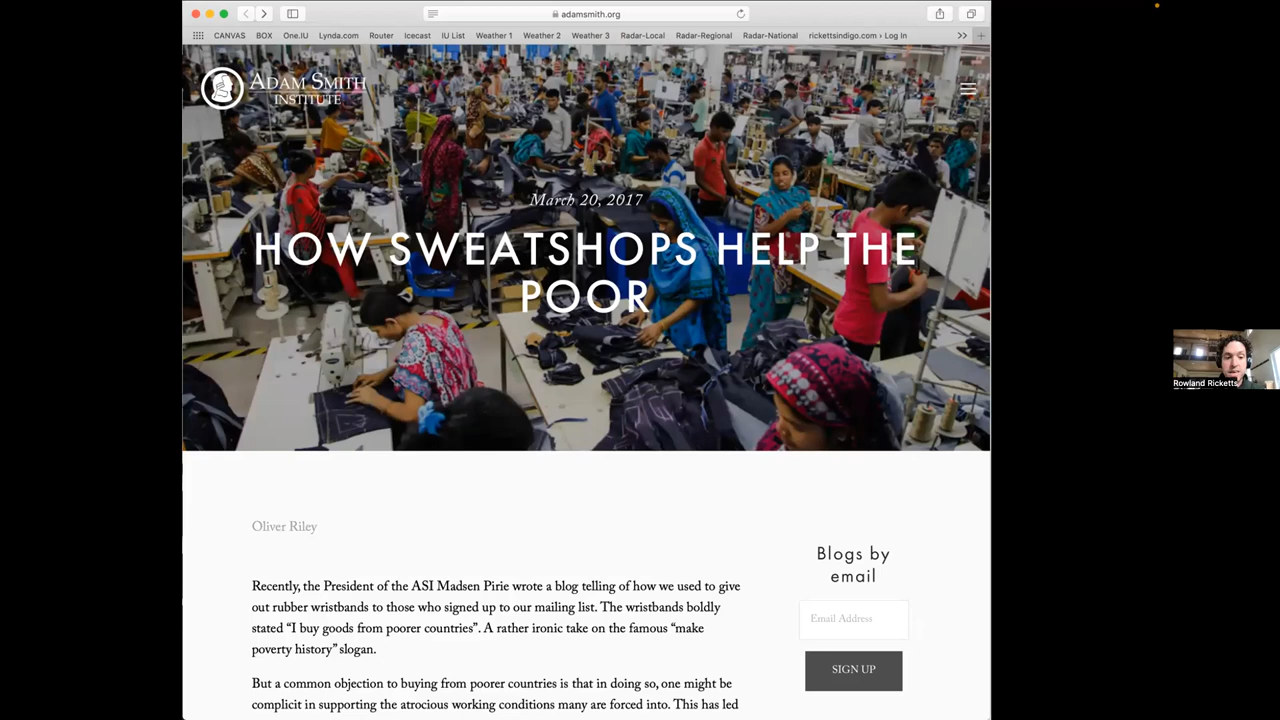 adamsmith.org
CANVAS BOX One.IU Lynda.com Router Icecast IU List Weather 1 Weather 2 Weather 3 Radar-Local Radar-Regional Radar-National rickettsindigo.com › Log In
ADAM SMITH
INSTITUTE
March 20, 2017
HOW SWEATSHOPS HELP THE
POOR
Rowland Ricketts
Oliver Riley
Recently, the President of the ASI Madsen Pirie wrote a blog telling of how we used to give
out rubber wristbands to those who signed up to our mailing list. The wristbands boldly
stated “I buy goods from poorer countries”. A rather ironic take on the famous “make
poverty history” slogan.
But a common objection to buying from poorer countries is that in doing so, one might be
complicit in supporting the atrocious working conditions many are forced into. This has led
Blogs by
email
Email Address
SIGN UP